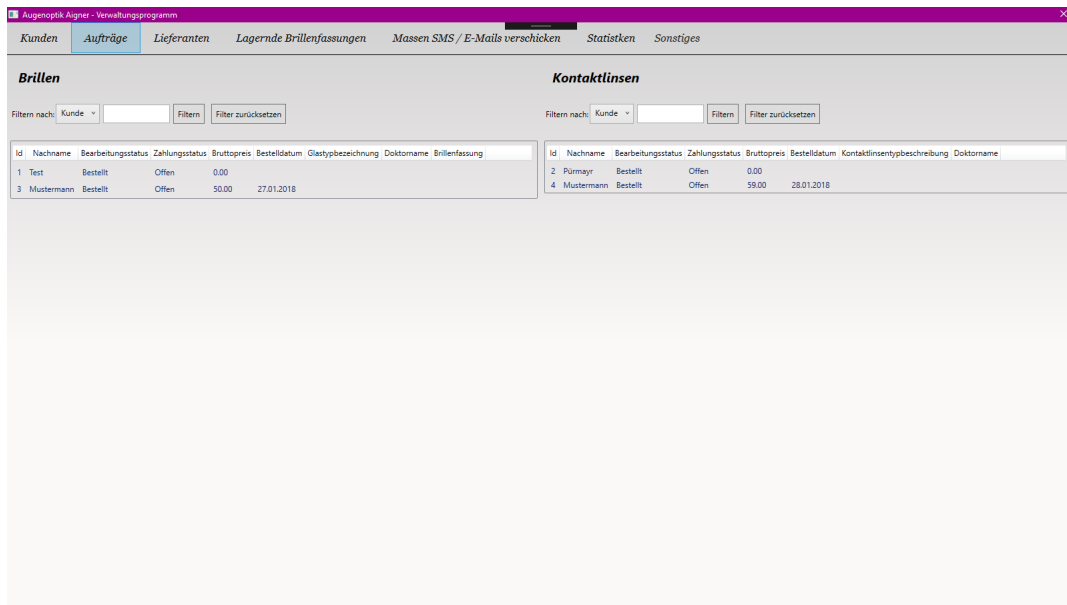 Augenoptik Aigner - Verwaltungsprogramm
Kunden Aufträge Lieferanten Lagernde Brillenfassungen Massen SMS / E-Mails verschicken Statistken Sonstiges
Brillen
Filtern nach: Kunde Filtern Filter zurücksetzen
Id Nachname Bearbeitungsstatus Zahlungsstatus Bruttopreis Bestelldatum Glastypbezeichnung Doktorname Brillenfassung
1 Test Bestellt Offen 0.00
3 Mustermann Bestellt Offen 50.00 27.01.2018
Kontaktlinsen
Filtern nach: Kunde Filtern Filter zurücksetzen
Id Nachname Bearbeitungsstatus Zahlungsstatus Bruttopreis Bestelldatum Kontaktlinsentypbeschreibung Doktorname
2 Pürmayr Bestellt Offen 0.00
4 Mustermann Bestellt Offen 59.00 28.01.2018